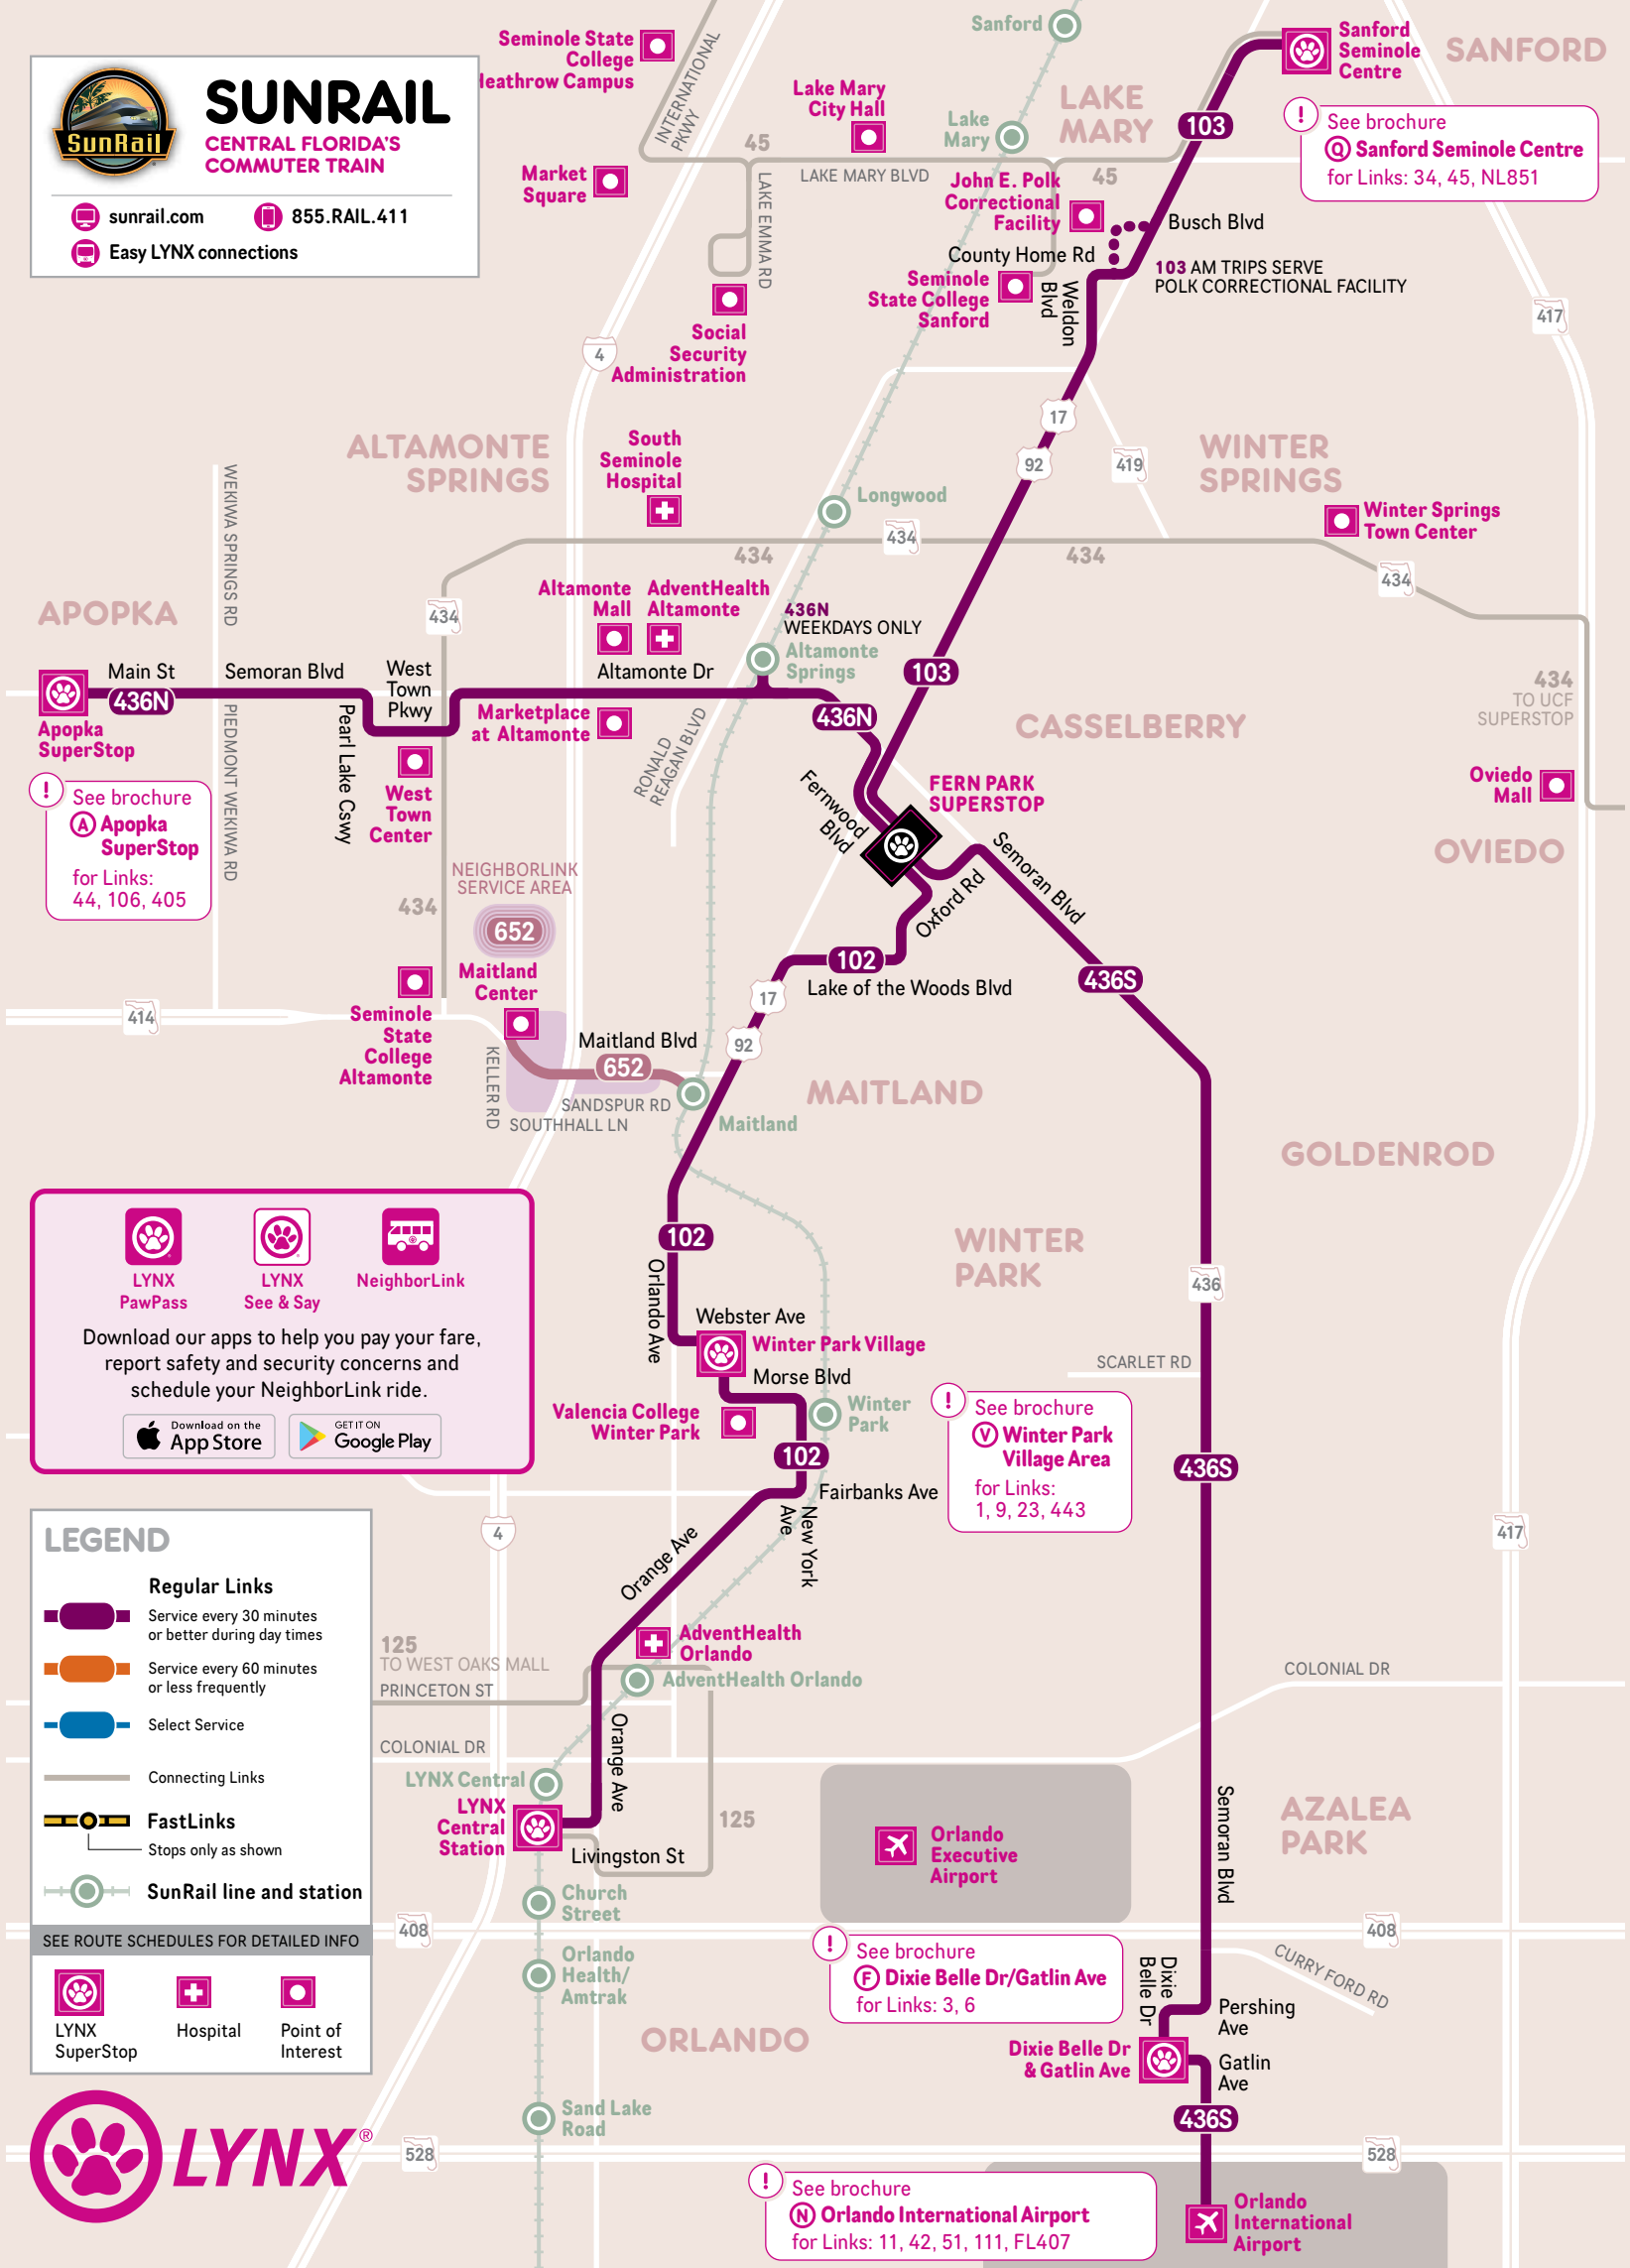 SunRail
SUNRAIL
CENTRAL FLORIDA'S
COMMUTER TRAIN
sunrail.com
855.RAIL.411
Easy LYNX connections
Seminole State
College
Heathrow Campus
INTERNATIONAL
PKWY
Sanford
Sanford
Seminole
Centre
SANFORD
Lake Mary
City Hall
Lake
Mary
LAKE
MARY
103
!
See brochure
Q Sanford Seminole Centre
for Links: 34, 45, NL851
45
LAKE MARY BLVD
45
Market
Square
LAKE EMMA RD
John E. Polk
Correctional
Facility
Busch Blvd
County Home Rd
103 AM TRIPS SERVE
POLK CORRECTIONAL FACILITY
Seminole
State College
Sanford
Weldon
Blvd
Social
Security
Administration
4
417
17
92
419
ALTAMONTE
SPRINGS
South
Seminole
Hospital
WINTER
SPRINGS
Longwood
Winter Springs
Town Center
WEKIWA SPRINGS RD
434
434
434
434
434
APOPKA
Altamonte
Mall
AdventHealth
Altamonte
436N
WEEKDAYS ONLY
Altamonte
Springs
Main St
436N
Semoran Blvd
West
Town
Pkwy
Altamonte Dr
103
436N
434
TO UCF
SUPERSTOP
Apopka
SuperStop
Pearl Lake Cswy
PIEDMONT WEKIWA RD
Marketplace
at Altamonte
RONALD
REAGAN BLVD
CASSELBERRY
!
See brochure
A Apopka
SuperStop
for Links:
44, 106, 405
West
Town
Center
Fernwood
Blvd
FERN PARK
SUPERSTOP
Oviedo
Mall
OVIEDO
Semoran Blvd
Oxford Rd
NEIGHBORLINK
SERVICE AREA
652
434
102
Lake of the Woods Blvd
436S
Maitland
Center
17
92
414
Seminole
State
College
Altamonte
Maitland Blvd
652
KELLER RD
SANDSPUR RD
SOUTHHALL LN
Maitland
MAITLAND
GOLDENROD
LYNX
PawPass
LYNX
See & Say
NeighborLink
Download our apps to help you pay your fare,
report safety and security concerns and
schedule your NeighborLink ride.
Download on the
App Store
GET IT ON
Google Play
102
Orlando Ave
WINTER
PARK
436
Webster Ave
Winter Park Village
Morse Blvd
SCARLET RD
Valencia College
Winter Park
Winter
Park
!
See brochure
V Winter Park
Village Area
for Links:
1, 9, 23, 443
102
436S
Fairbanks Ave
New York
Ave
Orange Ave
4
417
LEGEND
Regular Links
Service every 30 minutes
or better during day times
Service every 60 minutes
or less frequently
Select Service
Connecting Links
FastLinks
Stops only as shown
SunRail line and station
SEE ROUTE SCHEDULES FOR DETAILED INFO
LYNX
SuperStop
Hospital
Point of
Interest
125
TO WEST OAKS MALL
PRINCETON ST
AdventHealth
Orlando
AdventHealth Orlando
COLONIAL DR
COLONIAL DR
Orange Ave
LYNX Central
LYNX
Central
Station
Livingston St
125
Orlando
Executive
Airport
Semoran Blvd
AZALEA
PARK
Church
Street
408
408
Orlando
Health/
Amtrak
!
See brochure
F Dixie Belle Dr/Gatlin Ave
for Links: 3, 6
Dixie
Belle Dr
CURRY FORD RD
Pershing
Ave
ORLANDO
Dixie Belle Dr
& Gatlin Ave
Gatlin
Ave
Sand Lake
Road
436S
528
528
LYNX®
!
See brochure
N Orlando International Airport
for Links: 11, 42, 51, 111, FL407
Orlando
International
Airport